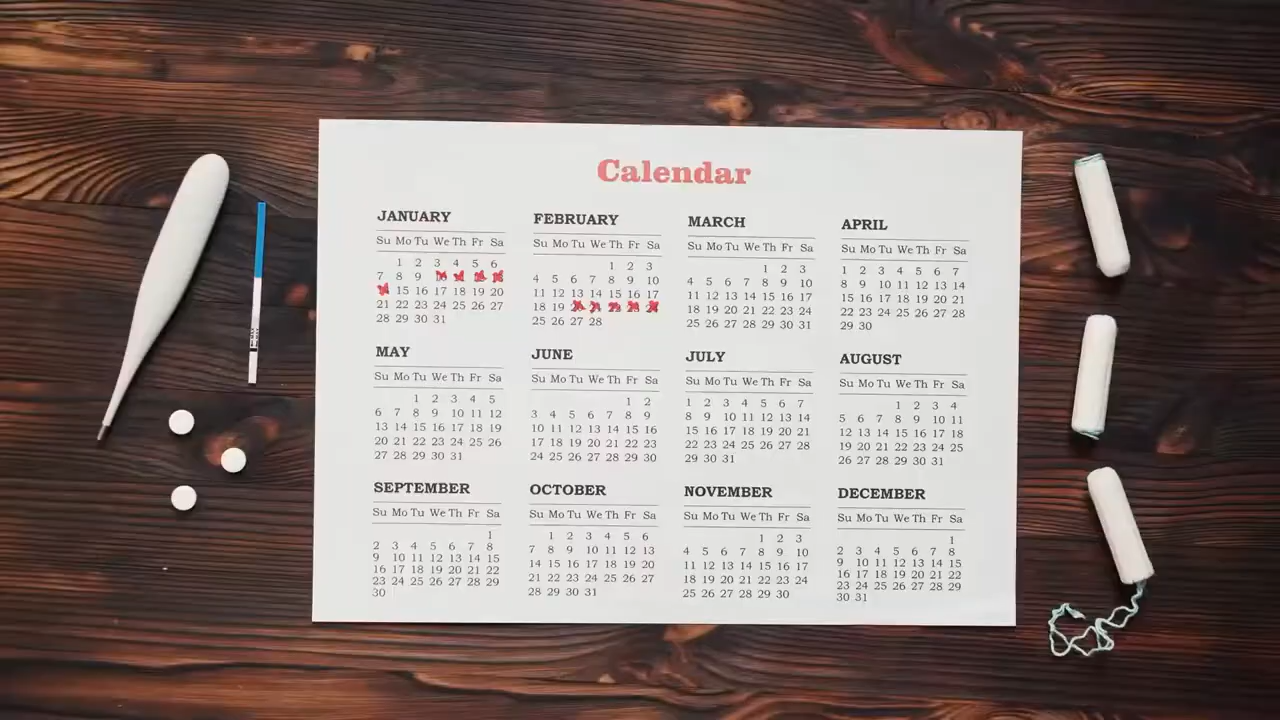 Calendar
JANUARY
Su Mo Tu We Th Fr Sa
1 2 3 4 5 6
7 8 9
15 16 17 18 19 20
21 22 23 24 25 26 27
28 29 30 31
FEBRUARY
Su Mo Tu We Th Fr Sa
1 2 3
4 5 6 7 8 9 10
11 12 13 14 15 16 17
18 19
25 26 27 28
MARCH
Su Mo Tu We Th Fr Sa
1 2 3
4 5 6 7 8 9 10
11 12 13 14 15 16 17
18 19 20 21 22 23 24
25 26 27 28 29 30 31
APRIL
Su Mo Tu We Th Fr Sa
1 2 3 4 5 6 7
8 9 10 11 12 13 14
15 16 17 18 19 20 21
22 23 24 25 26 27 28
29 30
MAY
Su Mo Tu We Th Fr Sa
1 2 3 4 5
6 7 8 9 10 11 12
13 14 15 16 17 18 19
20 21 22 23 24 25 26
27 28 29 30 31
JUNE
Su Mo Tu We Th Fr Sa
1 2
3 4 5 6 7 8 9
10 11 12 13 14 15 16
17 18 19 20 21 22 23
24 25 26 27 28 29 30
JULY
Su Mo Tu We Th Fr Sa
1 2 3 4 5 6 7
8 9 10 11 12 13 14
15 16 17 18 19 20 21
22 23 24 25 26 27 28
29 30 31
AUGUST
Su Mo Tu We Th Fr Sa
1 2 3 4
5 6 7 8 9 10 11
12 13 14 15 16 17 18
19 20 21 22 23 24 25
26 27 28 29 30 31
SEPTEMBER
Su Mo Tu We Th Fr Sa
1
2 3 4 5 6 7 8
9 10 11 12 13 14 15
16 17 18 19 20 21 22
23 24 25 26 27 28 29
30
OCTOBER
Su Mo Tu We Th Fr Sa
1 2 3 4 5 6
7 8 9 10 11 12 13
14 15 16 17 18 19 20
21 22 23 24 25 26 27
28 29 30 31
NOVEMBER
Su Mo Tu We Th Fr Sa
1 2 3
4 5 6 7 8 9 10
11 12 13 14 15 16 17
18 19 20 21 22 23 24
25 26 27 28 29 30
DECEMBER
Su Mo Tu We Th Fr Sa
1
2 3 4 5 6 7 8
9 10 11 12 13 14 15
16 17 18 19 20 21 22
23 24 25 26 27 28 29
30 31